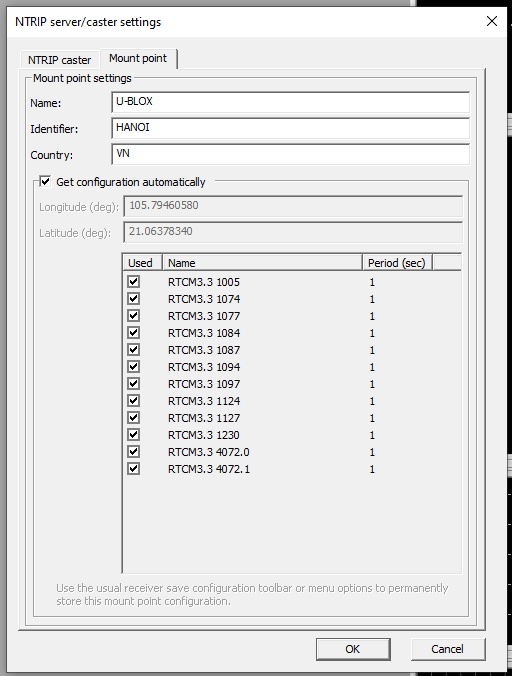 NTRIP server/caster settings
NTRIP caster Mount point
Mount point settings
Name: U-BLOX
Identifier: HANOI
Country: VN
Get configuration automatically
Longitude (deg): 105.79460580
Latitude (deg): 21.06378340
Used Name Period (sec)
RTCM3.3 1005 1
RTCM3.3 1074 1
RTCM3.3 1077 1
RTCM3.3 1084 1
RTCM3.3 1087 1
RTCM3.3 1094 1
RTCM3.3 1097 1
RTCM3.3 1124 1
RTCM3.3 1127 1
RTCM3.3 1230 1
RTCM3.3 4072.0 1
RTCM3.3 4072.1 1
Use the usual receiver save configuration toolbar or menu options to permanently
store this mount point configuration.
OK Cancel